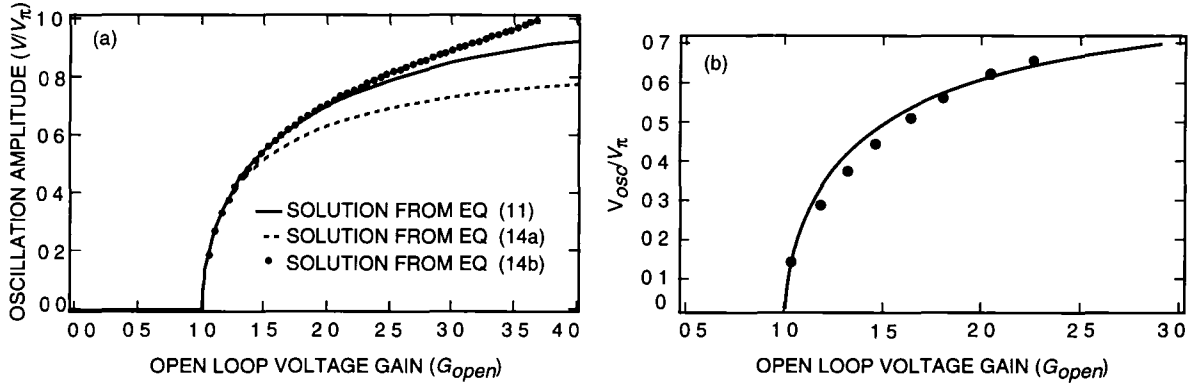 (a)
OSCILLATION AMPLITUDE (V/Vπ)
1 0
0 8
0 6
0 4
0 2
0 0
SOLUTION FROM EQ (11)
SOLUTION FROM EQ (14a)
SOLUTION FROM EQ (14b)
0 0 0 5 1 0 1 5 2 0 2 5 3 0 3 5 4 0
OPEN LOOP VOLTAGE GAIN (Gopen)
(b)
Vosc/Vπ
0 7
0 6
0 5
0 4
0 3
0 2
0 1
0
0 5 1 0 1 5 2 0 2 5 3 0
OPEN LOOP VOLTAGE GAIN (Gopen)